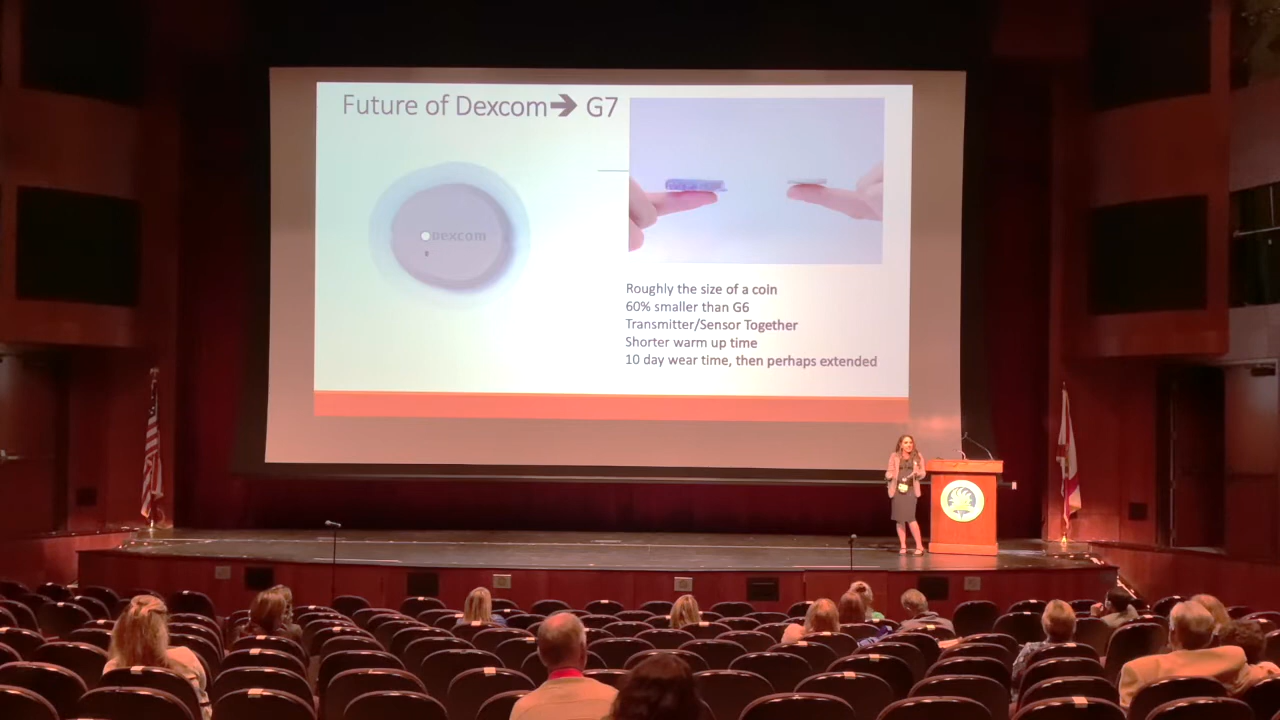 Future of Dexcom➔ G7
Dexcom
Roughly the size of a coin
60% smaller than G6
Transmitter/Sensor Together
Shorter warm up time
10 day wear time, then perhaps extended